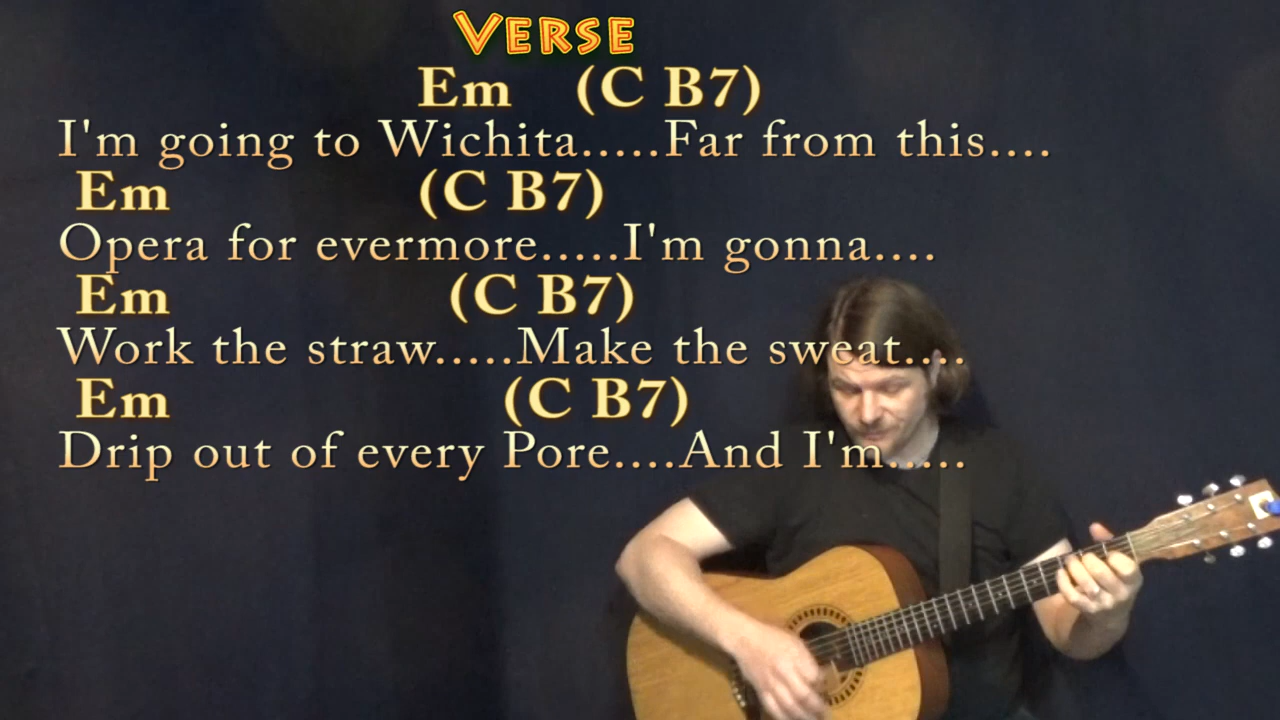 VERSE
Em (C B7)
I'm going to Wichita.....Far from this....
Em (C B7)
Opera for evermore.....I'm gonna....
Em (C B7)
Work the straw.....Make the sweat....
Em (C B7)
Drip out of every Pore....And I'm.....